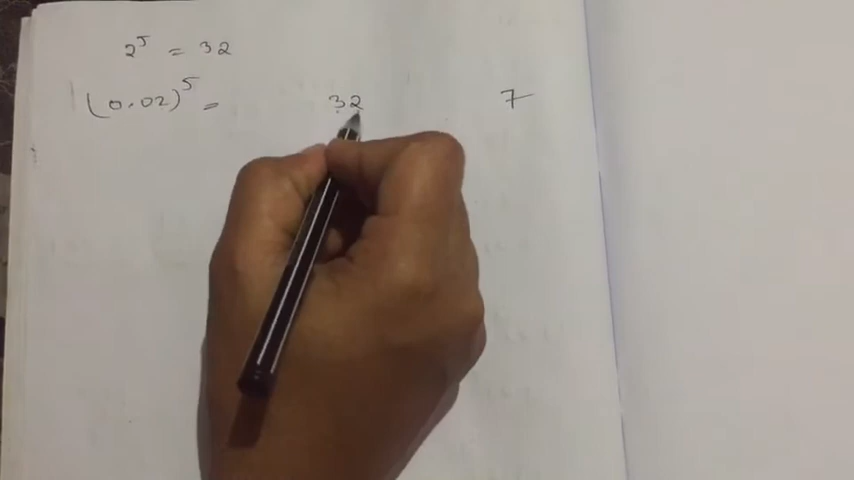 2⁵ = 32
(0.02)⁵ = 32 7